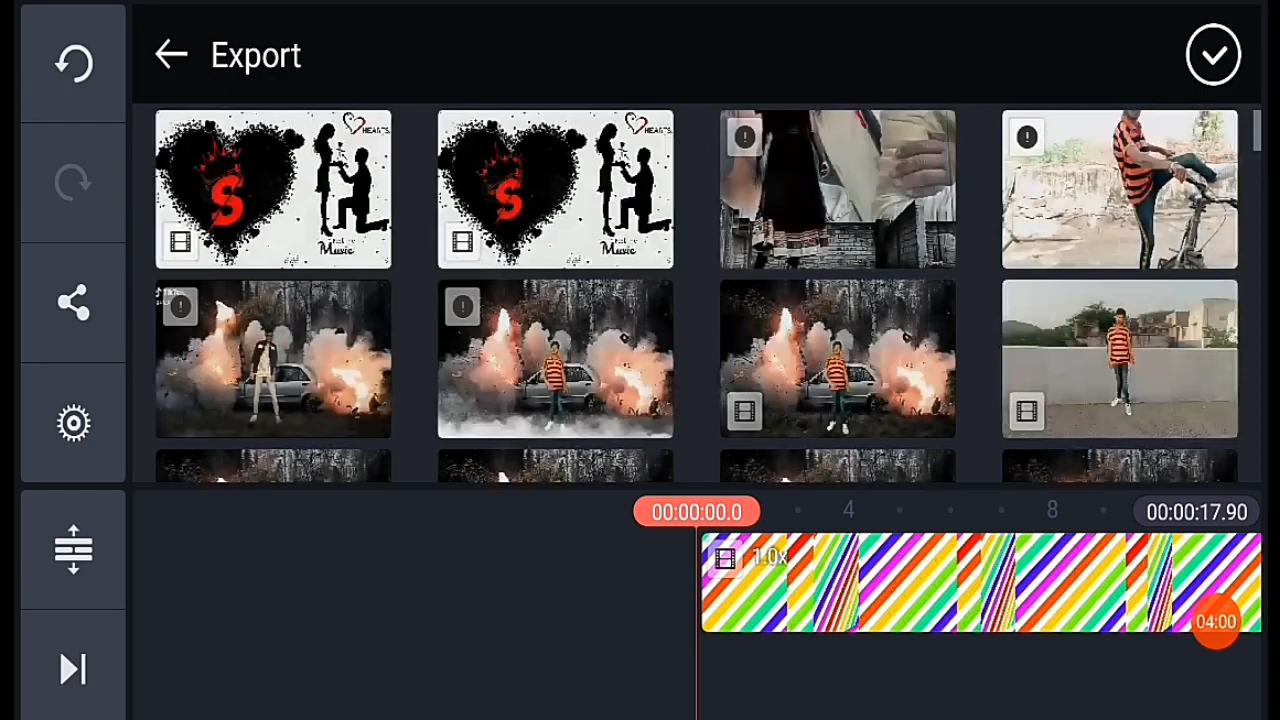 Export
HEARTS
S
Music
HEARTS
S
Music
TikTok
00:00:00.0
4
8
00:00:17.90
1.0x
04:00